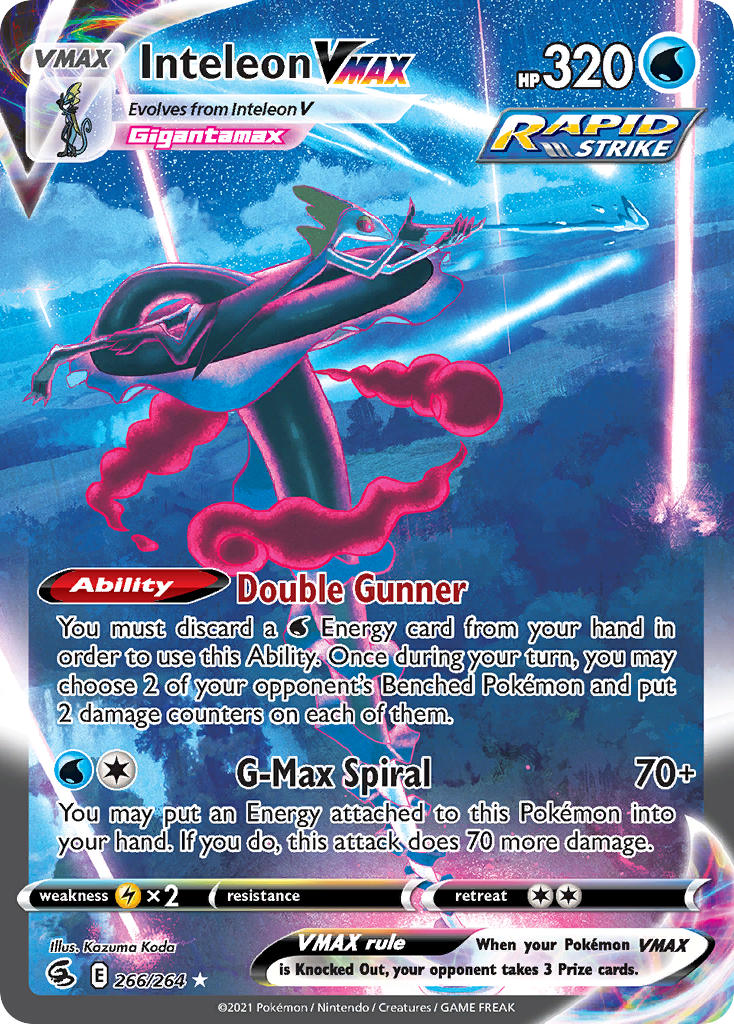 VMAX
Inteleon VMAX
HP 320
Evolves from Inteleon V
Gigantamax
RAPID
STRIKE
Ability Double Gunner
You must discard a Energy card from your hand in
order to use this Ability. Once during your turn, you may
choose 2 of your opponent's Benched Pokémon and put
2 damage counters on each of them.
G-Max Spiral 70+
You may put an Energy attached to this Pokémon into
your hand. If you do, this attack does 70 more damage.
weakness ×2 resistance retreat
Illus. Kazuma Koda
VMAX rule When your Pokémon VMAX
is Knocked Out, your opponent takes 3 Prize cards.
E 266/264 ★
©2021 Pokémon / Nintendo / Creatures / GAME FREAK